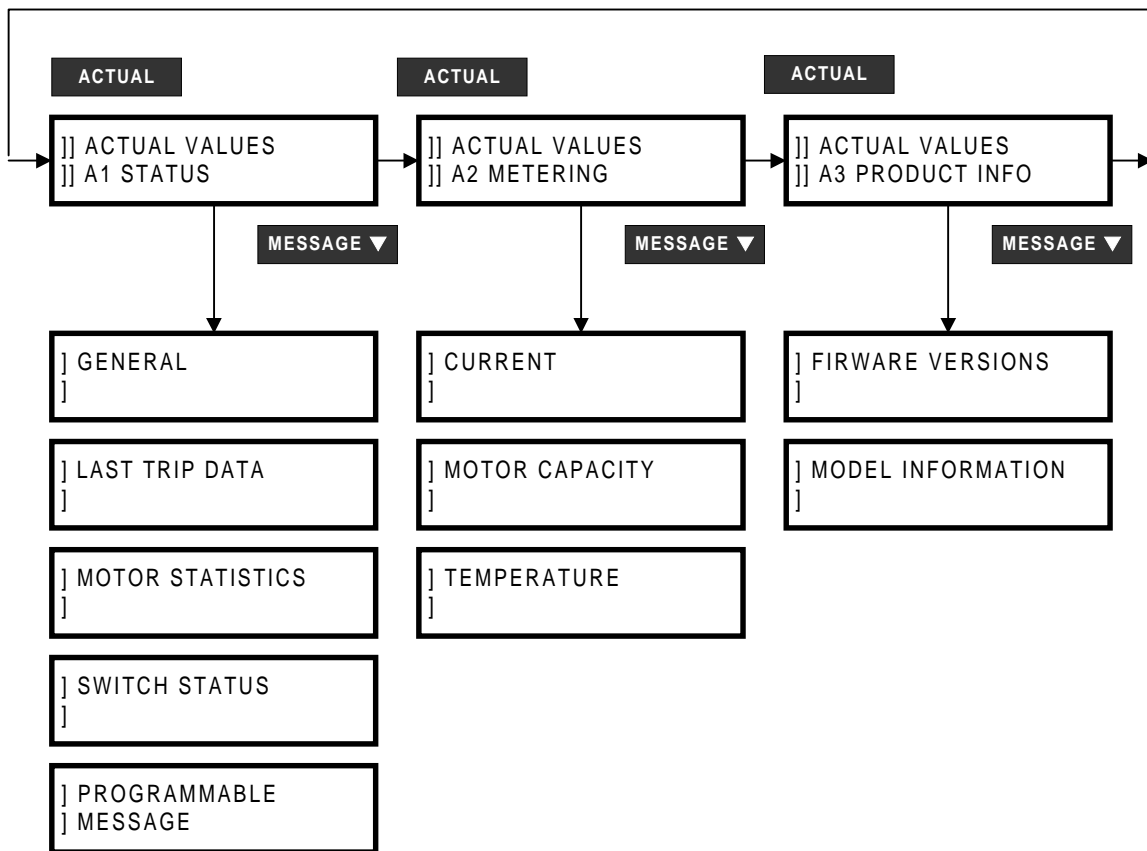 ACTUAL
ACTUAL
ACTUAL
]] ACTUAL VALUES
]] A1 STATUS
]] ACTUAL VALUES
]] A2 METERING
]] ACTUAL VALUES
]] A3 PRODUCT INFO
MESSAGE ▼
MESSAGE ▼
MESSAGE ▼
] GENERAL
]
] LAST TRIP DATA
]
] MOTOR STATISTICS
]
] SWITCH STATUS
]
] PROGRAMMABLE
] MESSAGE
] CURRENT
]
] MOTOR CAPACITY
]
] TEMPERATURE
]
] FIRWARE VERSIONS
]
] MODEL INFORMATION
]